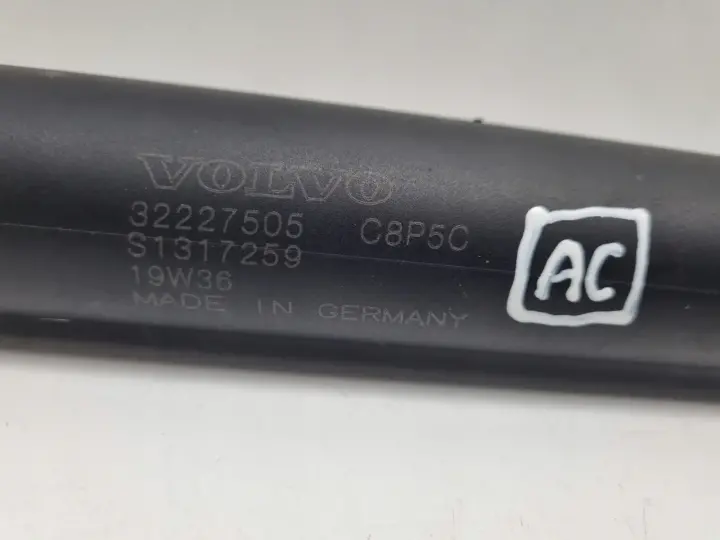 VOLVO
32227505 C8P5C
S1317259
19W36
MADE IN GERMANY
AC